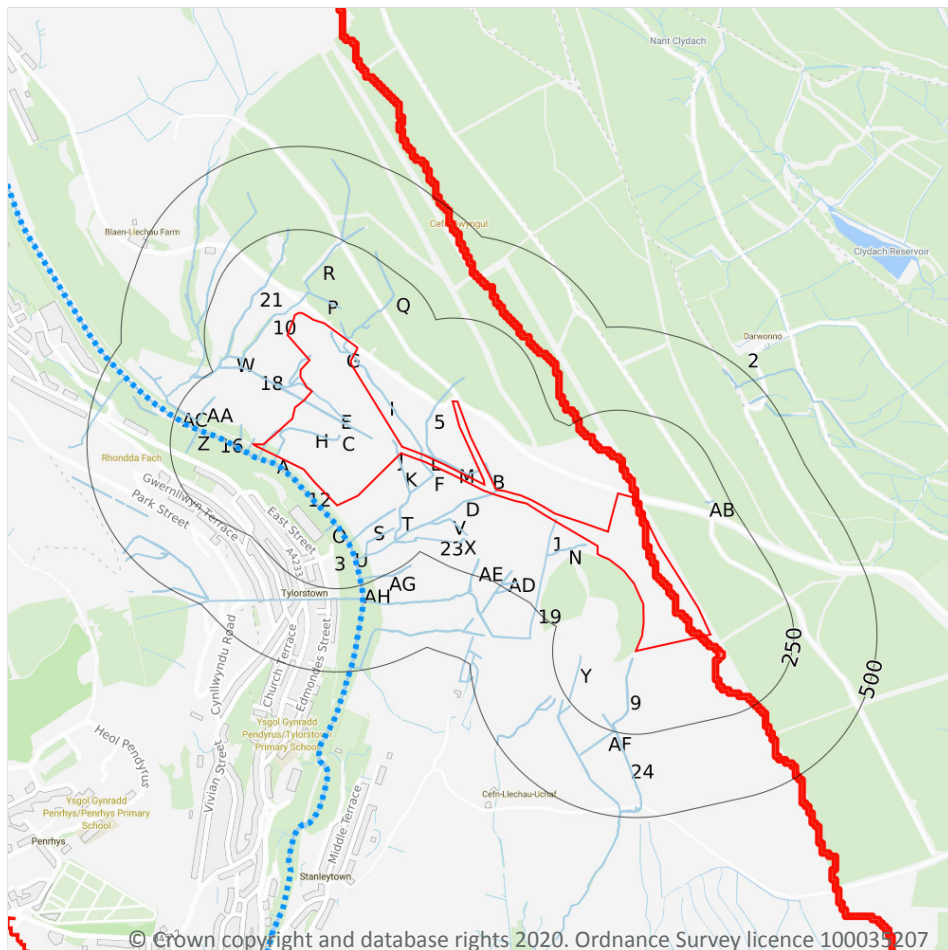 Nant Clydach
Cefn Gwyngul
Blaen-Llechau Farm
Clydach Reservoir
R
21
P
Q
10
Darwonno
2
W
G
18
I
AC
AA
E
5
Z
16
H
C
Rhondda Fach
A
J
L
K
F
M
B
Gwernllwyn Terrace
Park Street
12
East Street
A4233
D
AB
O
S
T
V
3
U
23
X
1
N
Tylorstown
AH
AG
AE
AD
19
Cynllwyndu Road
Church Terrace
Edmondes Street
250
500
Y
9
Heol Pendyrus
Ysgol Gynradd
Pendyrus/Tylorstown
Primary School
AF
24
Vivian Street
Middle Terrace
Cefn-Llechau-Uchaf
Ysgol Gynradd
Penrhys/Penrhys Primary
School
Penrhys
Stanleytown
© Crown copyright and database rights 2020. Ordnance Survey licence 100035207